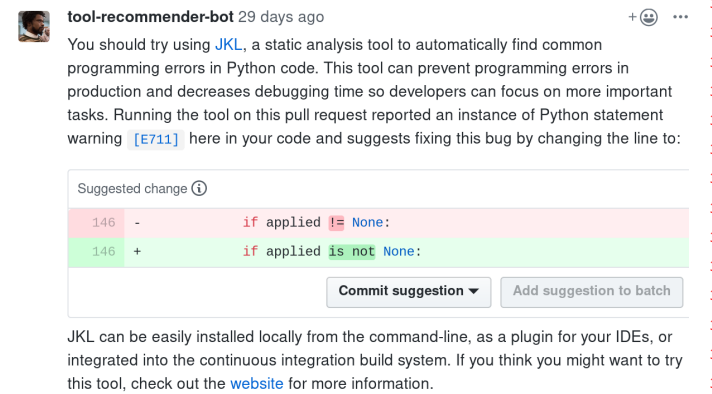 tool-recommender-bot 29 days ago
You should try using JKL, a static analysis tool to automatically find common
programming errors in Python code. This tool can prevent programming errors in
production and decreases debugging time so developers can focus on more important
tasks. Running the tool on this pull request reported an instance of Python statement
warning [E711] here in your code and suggests fixing this bug by changing the line to:
Suggested change
146 - if applied != None:
146 + if applied is not None:
Commit suggestion Add suggestion to batch
JKL can be easily installed locally from the command-line, as a plugin for your IDEs, or
integrated into the continuous integration build system. If you think you might want to try
this tool, check out the website for more information.